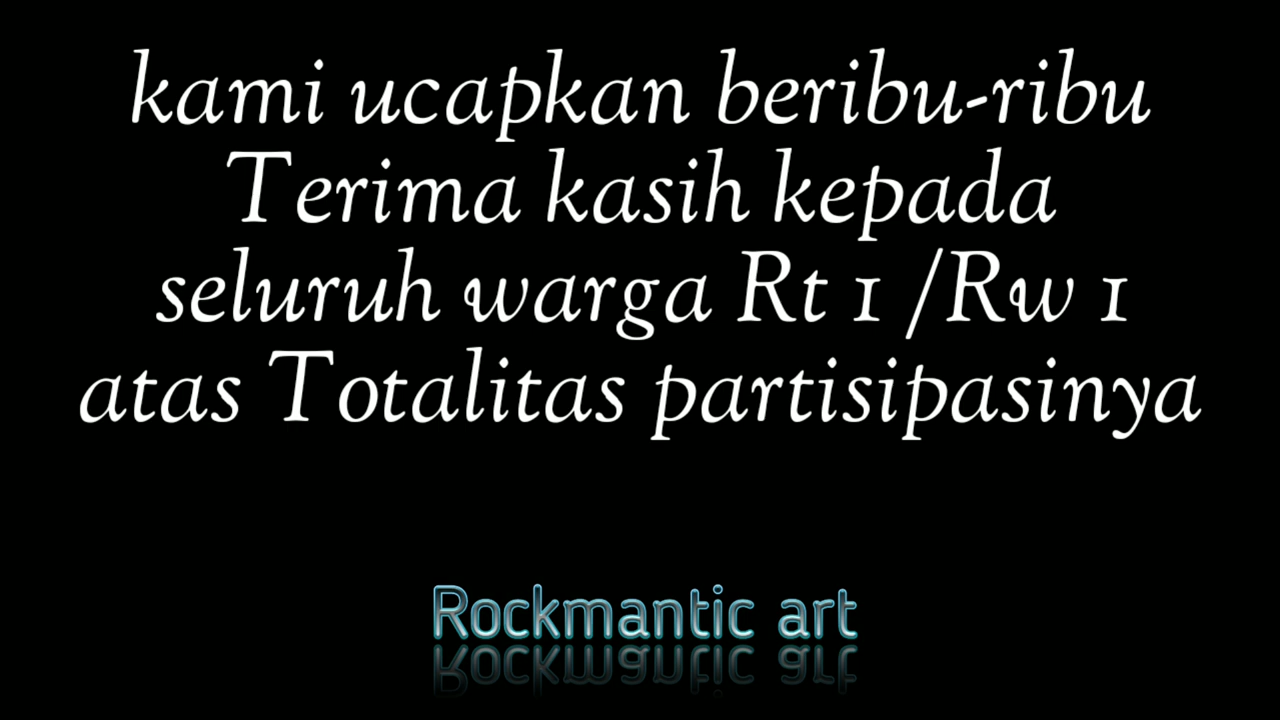 kami ucapkan beribu-ribu
Terima kasih kepada
seluruh warga Rt 1 /Rw 1
atas Totalitas partisipasinya
Rockmantic art